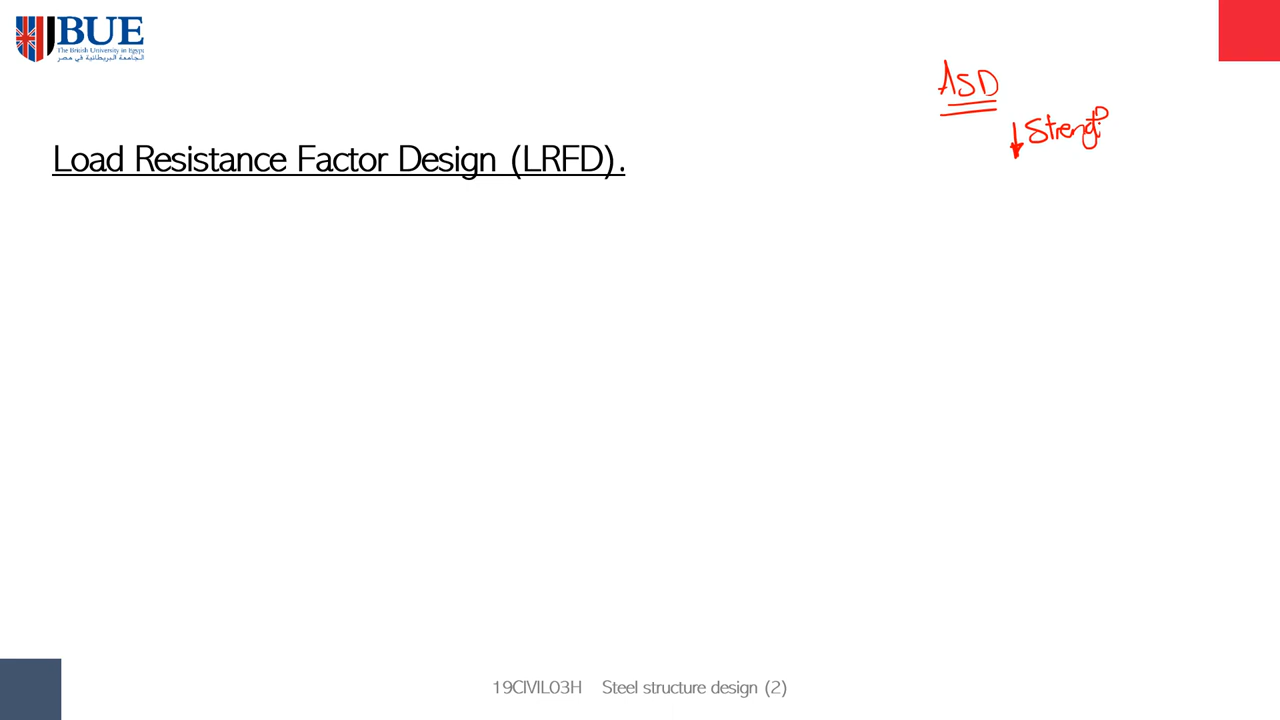 BUE
The British University in Egypt
الجامعة البريطانية في مصر
ASD
Load Resistance Factor Design (LRFD).
19CIVIL03H Steel structure design (2)